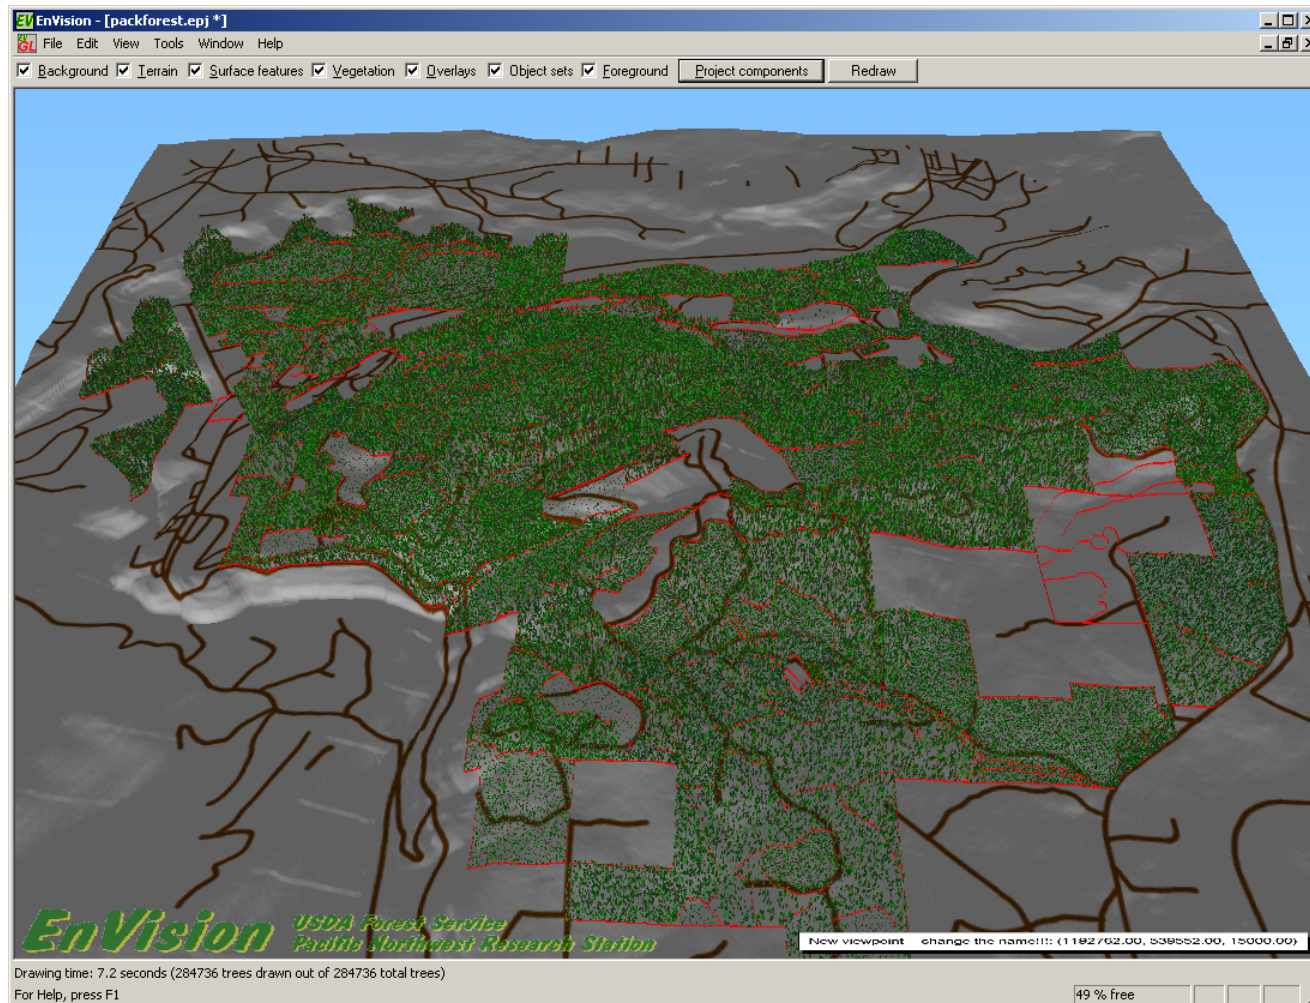 EnVision - [packforest.epj *]
File Edit View Tools Window Help
Background Terrain Surface features Vegetation Overlays Object sets Foreground Project components Redraw
EnVision USDA Forest Service
Pacific Northwest Research Station
New viewpoint change the name!!!: (1192762.00, 539552.00, 15000.00)
Drawing time: 7.2 seconds (284736 trees drawn out of 284736 total trees)
For Help, press F1
49 % free